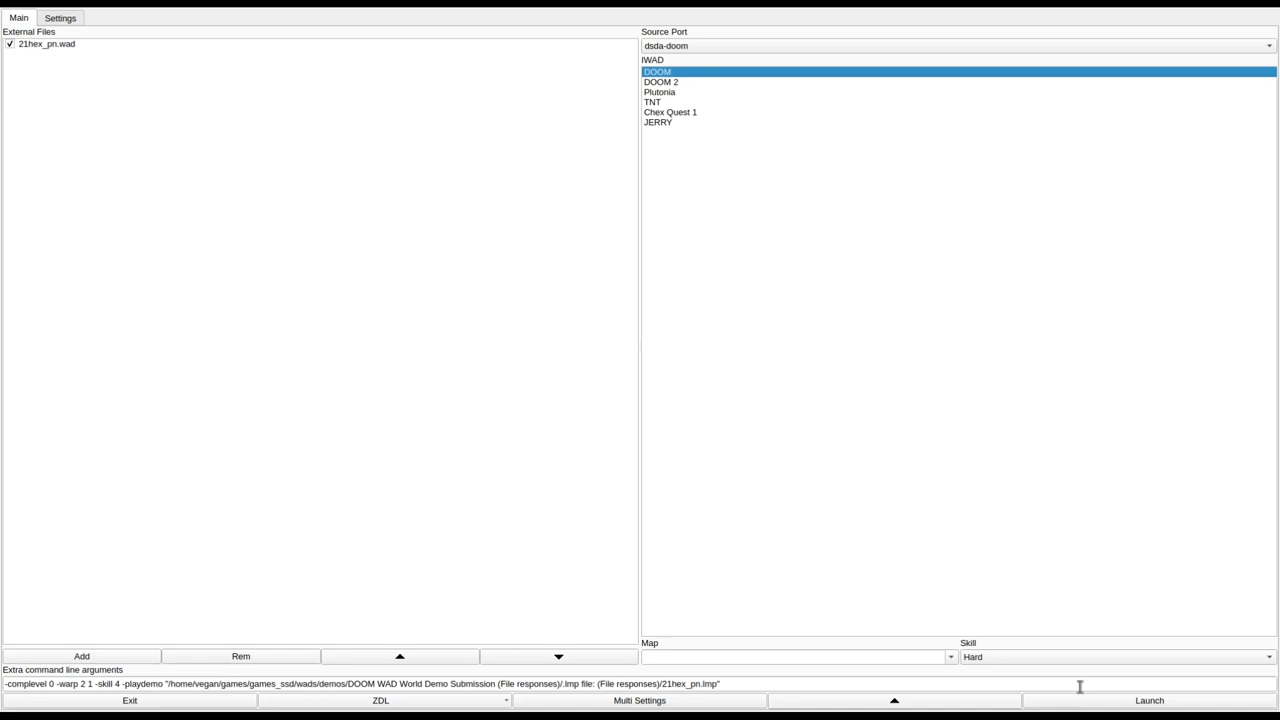 Main Settings
External Files
21hex_pn.wad
Source Port
dsda-doom
IWAD
DOOM
DOOM 2
Plutonia
TNT
Chex Quest 1
JERRY
Map Skill
Hard
Add Rem
Extra command line arguments
-complevel 0 -warp 2 1 -skill 4 -playdemo "/home/vegan/games/games_ssd/wads/demos/DOOM WAD World Demo Submission (File responses)/.lmp file: (File responses)/21hex_pn.lmp"
Exit ZDL Multi Settings Launch